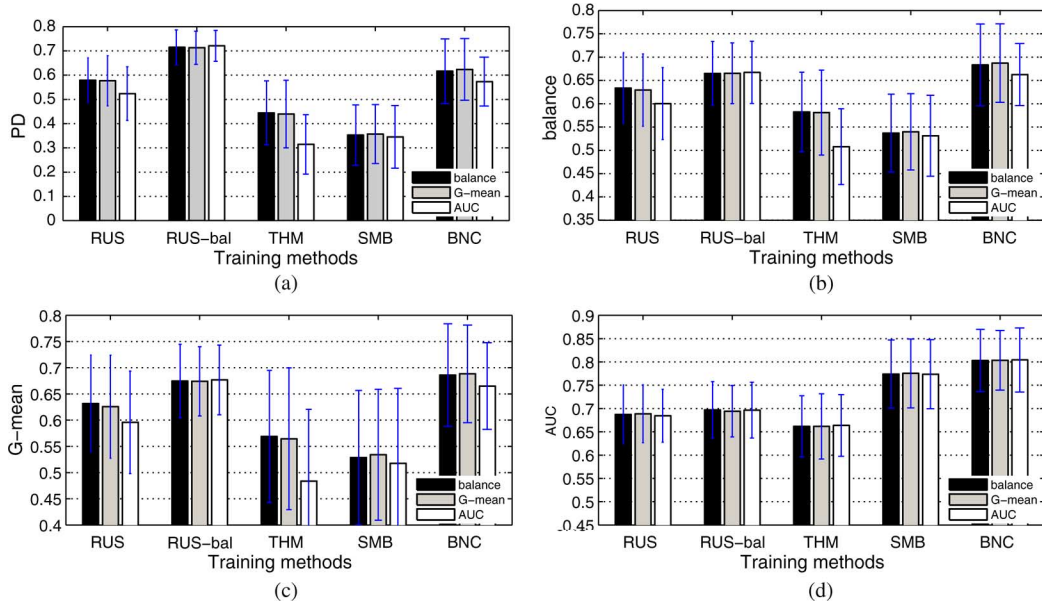 0.8
0.7
0.6
0.5
0.4
0.3
0.2
0.1
0
PD
balance
G−mean
AUC
RUS RUS−bal THM SMB BNC
Training methods
(a)
0.8
0.75
0.7
0.65
0.6
0.55
0.5
0.45
0.4
0.35
balance
balance
G−mean
AUC
RUS RUS−bal THM SMB BNC
Training methods
(b)
0.8
0.75
0.7
0.65
0.6
0.55
0.5
0.45
0.4
G−mean
balance
G−mean
AUC
RUS RUS−bal THM SMB BNC
Training methods
(c)
0.9
0.85
0.8
0.75
0.7
0.65
0.6
0.55
0.5
0.45
AUC
balance
G−mean
AUC
RUS RUS−bal THM SMB BNC
Training methods
(d)